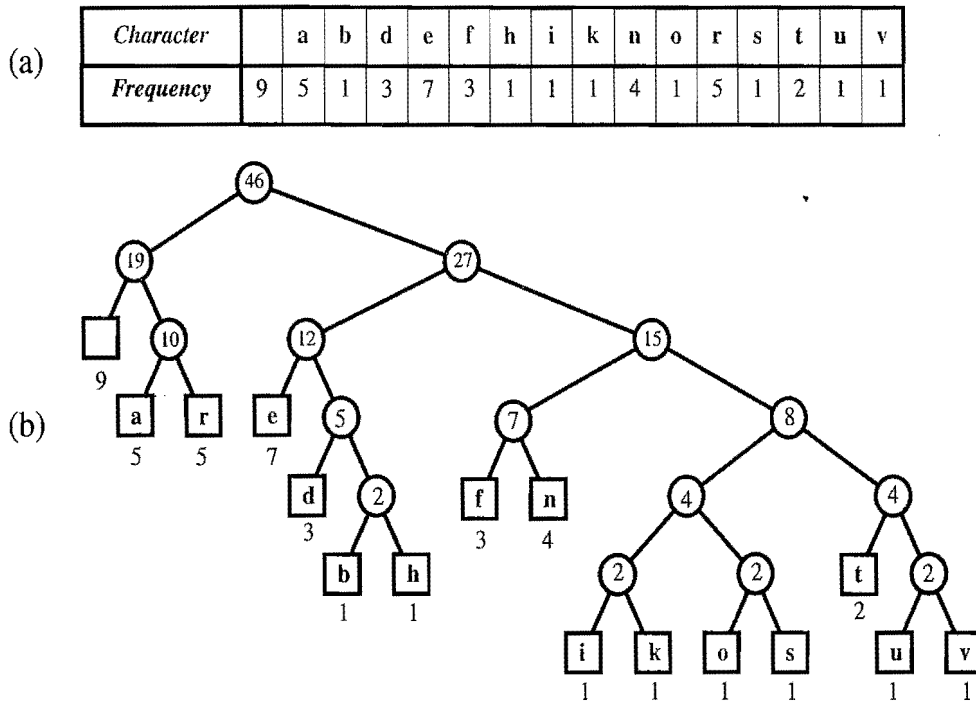 (a)
Character a b d e f h i k n o r s t u v
Frequency 9 5 1 3 7 3 1 1 1 4 1 5 1 2 1 1
46
19 27
10 12 15
9
a r e 5 7 8
(b)
5 5 7
d 2 f n 4 4
3 3 4
b h 2 2 t 2
1 1 2
i k o s u v
1 1 1 1 1 1